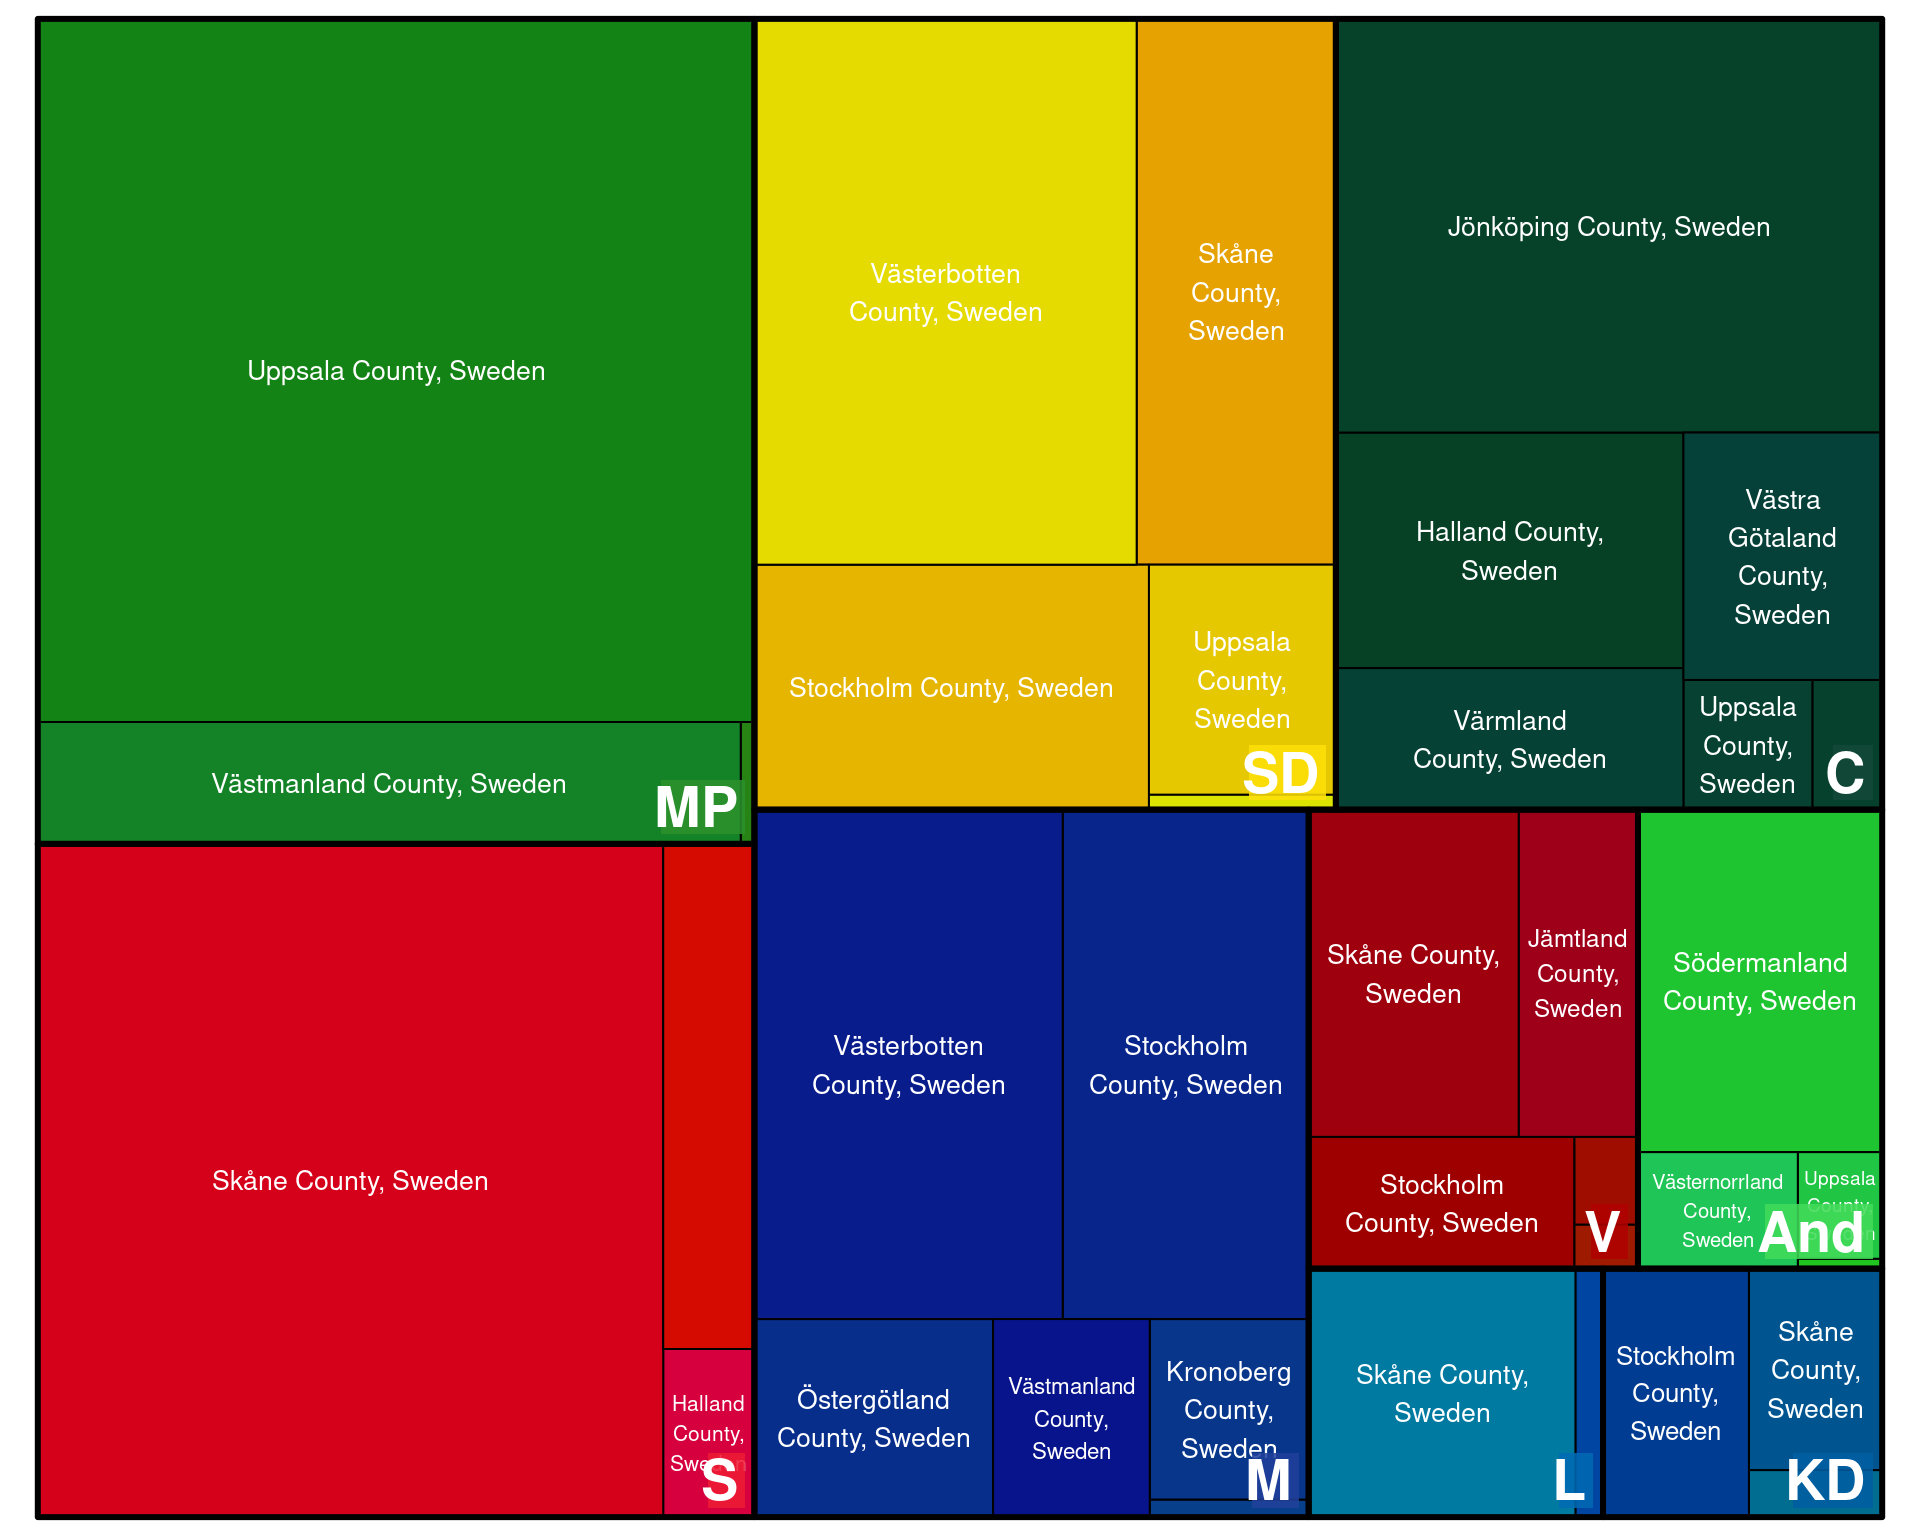 Uppsala County, Sweden
Västmanland County, Sweden
MP
Skåne County, Sweden
Halland
County,
S
Västerbotten
County, Sweden
Skåne
County,
Sweden
Stockholm County, Sweden
Uppsala
County,
Sweden
SD
Jönköping County, Sweden
Halland County,
Sweden
Västra
Götaland
County,
Sweden
Värmland
County, Sweden
Uppsala
County,
Sweden
C
Västerbotten
County, Sweden
Stockholm
County, Sweden
Östergötland
County, Sweden
Västmanland
County,
Sweden
Kronoberg
County,
Sweden
M
Skåne County,
Sweden
Jämtland
County,
Sweden
Stockholm
County, Sweden
V
Södermanland
County, Sweden
Västernorrland
County,
Sweden
Uppsala
County,
And
Skåne County,
Sweden
L
Stockholm
County,
Sweden
Skåne
County,
Sweden
KD